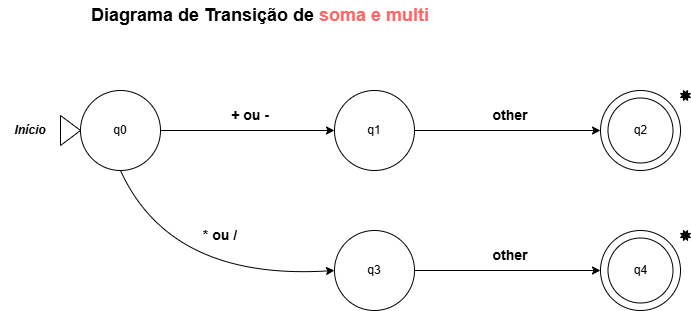 Diagrama de Transição de soma e multi
Início
q0
+ ou -
q1
other
q2
*
* ou /
q3
other
q4
*